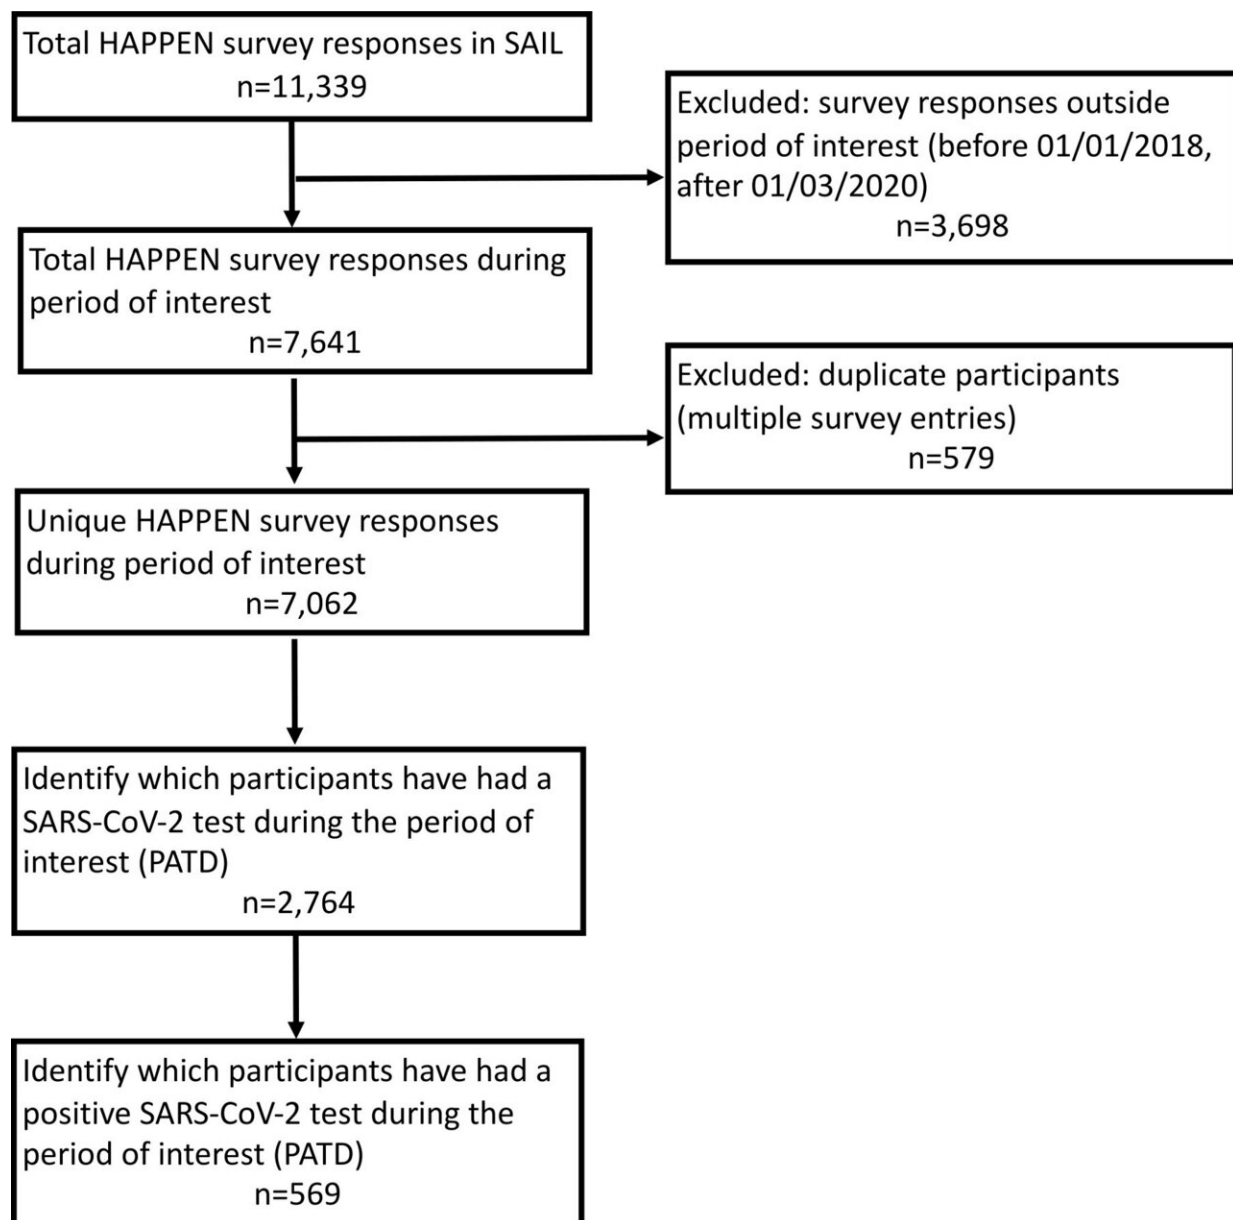 Total HAPPEN survey responses in SAIL
n=11,339
Excluded: survey responses outside
period of interest (before 01/01/2018,
after 01/03/2020)
n=3,698
Total HAPPEN survey responses during
period of interest
n=7,641
Excluded: duplicate participants
(multiple survey entries)
n=579
Unique HAPPEN survey responses
during period of interest
n=7,062
Identify which participants have had a
SARS-CoV-2 test during the period of
interest (PATD)
n=2,764
Identify which participants have had a
positive SARS-CoV-2 test during the
period of interest (PATD)
n=569